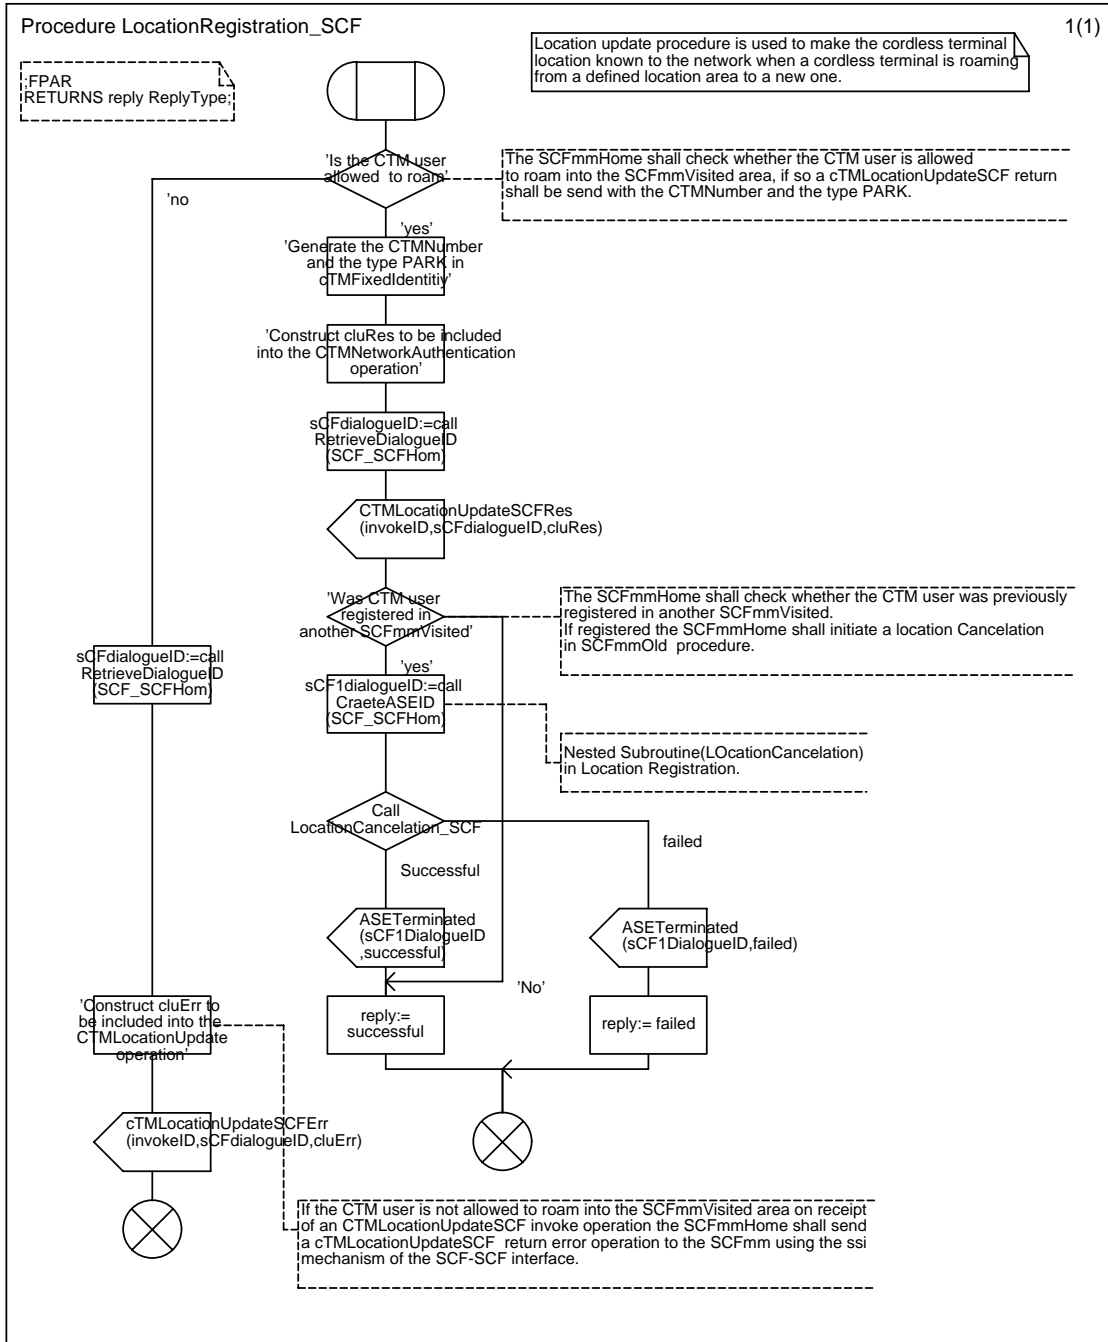 Procedure LocationRegistration_SCF
1(1)
;FPAR
RETURNS reply ReplyType;
Location update procedure is used to make the cordless terminal
location known to the network when a cordless terminal is roaming
from a defined location area to a new one.
'Is the CTM user
allowed  to roam'
The SCFmmHome shall check whether the CTM user is allowed
to roam into the SCFmmVisited area, if so a cTMLocationUpdateSCF return
shall be send with the CTMNumber and the type PARK.
'no
'yes'
'Generate the CTMNumber
and the type PARK in
cTMFixedIdentitiy'
'Construct cluRes to be included
into the CTMNetworkAuthentication
operation'
sCFdialogueID:=call
RetrieveDialogueID
(SCF_SCFHom)
CTMLocationUpdateSCFRes
(invokeID,sCFdialogueID,cluRes)
'Was CTM user
registered in
another SCFmmVisited'
The SCFmmHome shall check whether the CTM user was previously
registered in another SCFmmVisited.
If registered the SCFmmHome shall initiate a location Cancelation
in SCFmmOld  procedure.
sCFdialogueID:=call
RetrieveDialogueID
(SCF_SCFHom)
'yes'
sCF1dialogueID:=call
CraeteASEID
(SCF_SCFHom)
Nested Subroutine(LOcationCancelation)
in Location Registration.
Call
LocationCancelation_SCF
failed
Successful
ASETerminated
(sCF1DialogueID
,successful)
ASETerminated
(sCF1DialogueID,failed)
'No'
'Construct cluErr to
be included into the
CTMLocationUpdate
operation'
reply:=
successful
reply:= failed
cTMLocationUpdateSCFErr
(invokeID,sCFdialogueID,cluErr)
If the CTM user is not allowed to roam into the SCFmmVisited area on receipt
of an CTMLocationUpdateSCF invoke operation the SCFmmHome shall send
a cTMLocationUpdateSCF  return error operation to the SCFmm using the ssi
mechanism of the SCF-SCF interface.